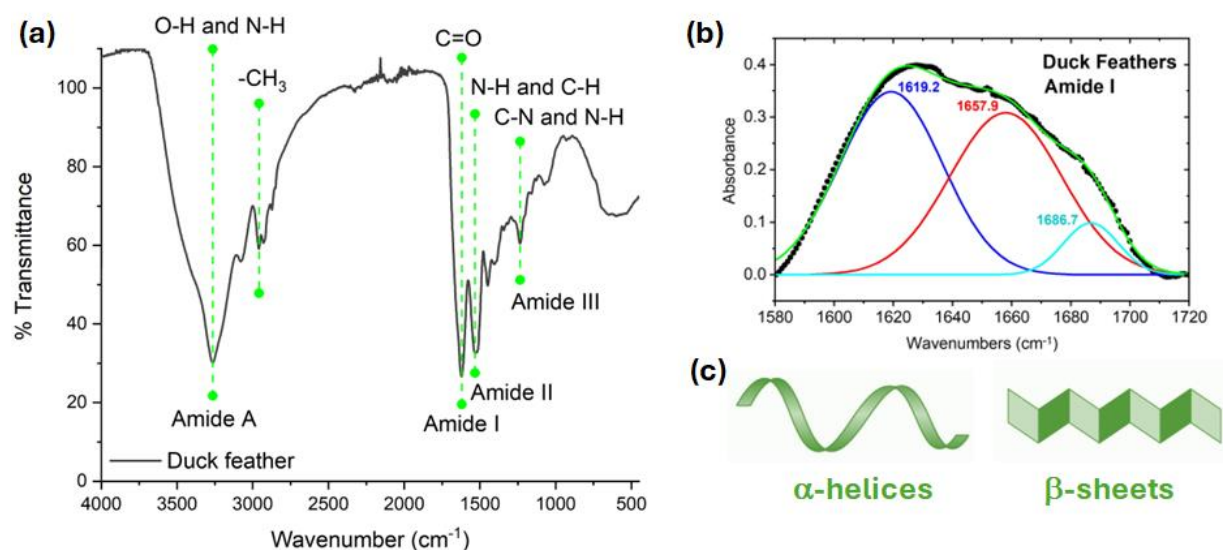 (a)
O-H and N-H
-CH₃
C=O
N-H and C-H
C-N and N-H
100
80
60
40
20
0
% Transmittance
Amide A
Amide I
Amide II
Amide III
Duck feather
4000
3500
3000
2500
2000
1500
1000
500
Wavenumber (cm⁻¹)
(b)
Duck Feathers
Amide I
1619.2
1657.9
1686.7
0.4
0.3
0.2
0.1
0.0
Absorbance
1580
1600
1620
1640
1660
1680
1700
1720
Wavenumbers (cm⁻¹)
(c)
α-helices
β-sheets